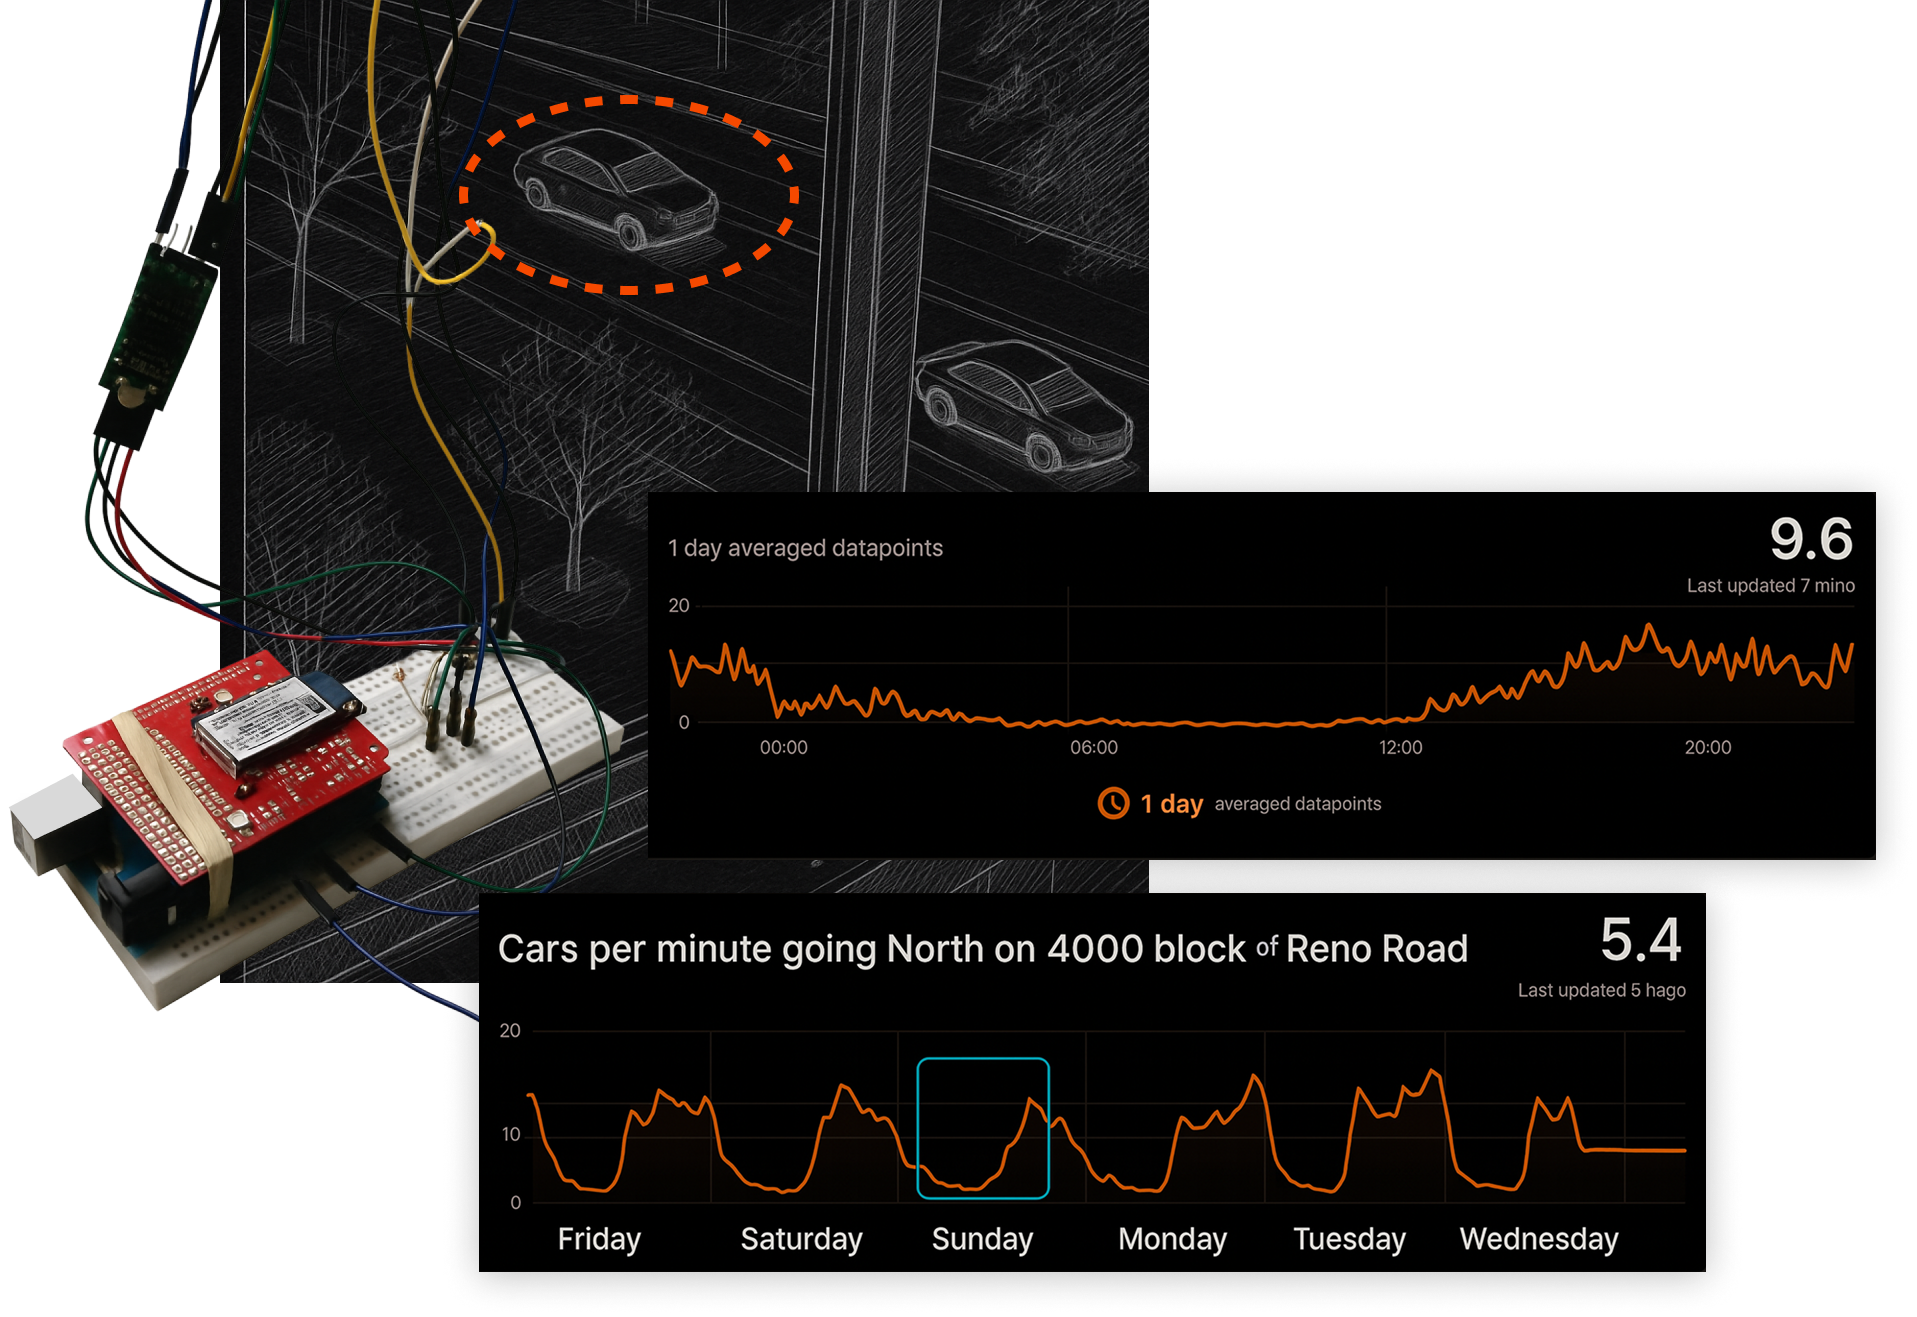 1 day averaged datapoints
9.6
Last updated 7 mino
20
0
00:00 06:00 12:00 20:00
1 day averaged datapoints
Cars per minute going North on 4000 block of Reno Road
5.4
Last updated 5 hago
20
10
0
Friday Saturday Sunday Monday Tuesday Wednesday